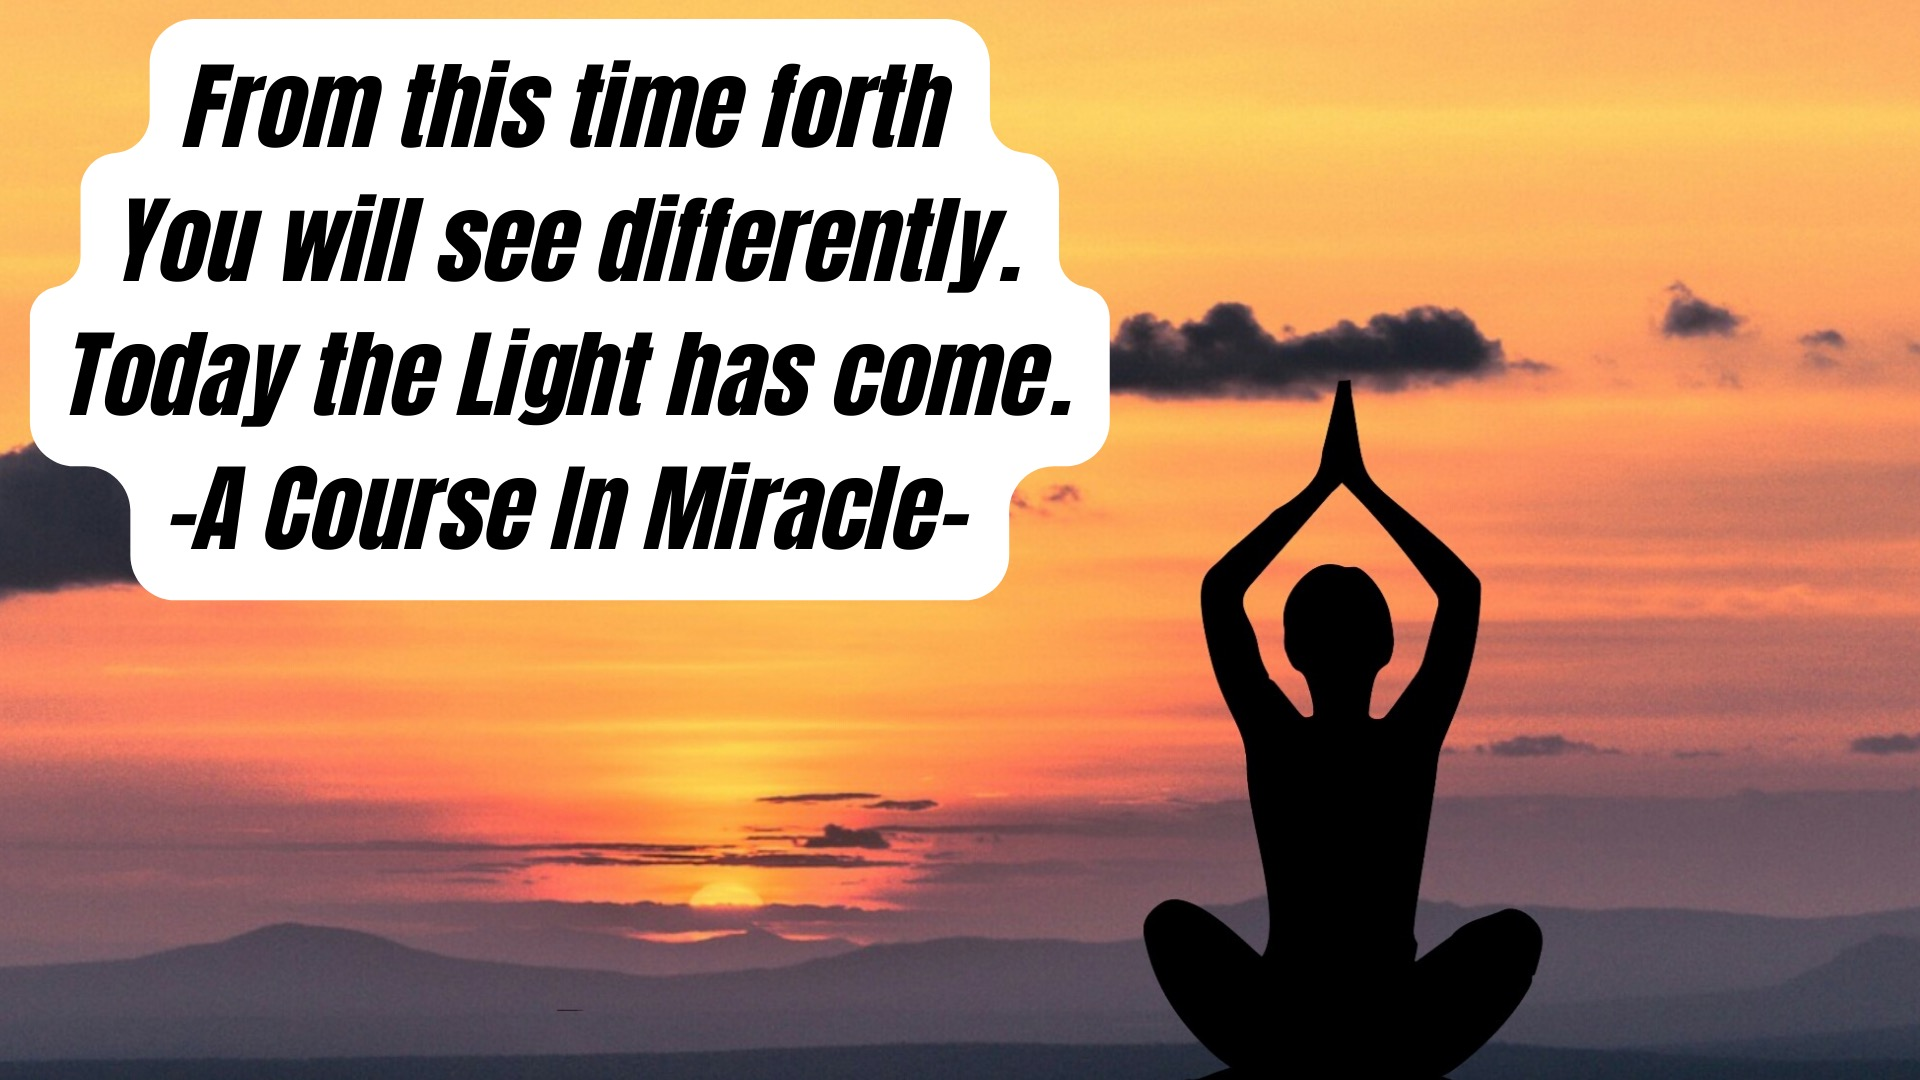 From this time forth
You will see differently.
Today the Light has come.
-A Course In Miracle-